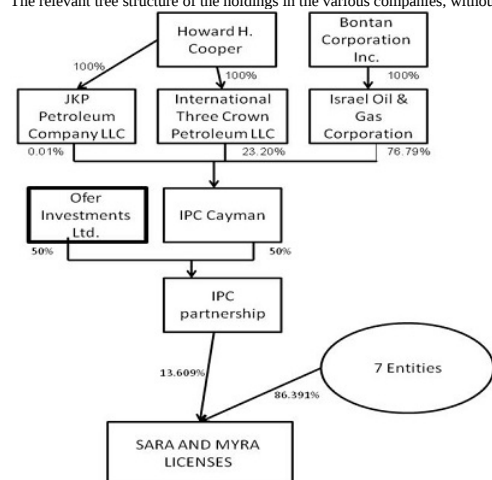 The relevant tree structure of the holdings in the various companies, withou
Howard H.
Cooper
Bontan
Corporation
Inc.
100%
100%
100%
JKP
Petroleum
Company LLC
International
Three Crown
Petroleum LLC
Israel Oil &
Gas
Corporation
0.01%
23.20%
76.79%
Ofer
Investments
Ltd.
IPC Cayman
50%
50%
IPC
partnership
13.609%
7 Entities
86.391%
SARA AND MYRA
LICENSES